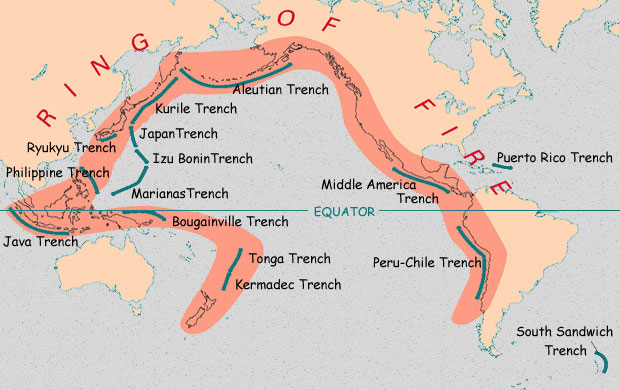 RING OF FIRE
Aleutian Trench
Kurile Trench
JapanTrench
Ryukyu Trench
Izu BoninTrench
Philippine Trench
MarianasTrench
Puerto Rico Trench
Middle America
Trench
EQUATOR
Bougainville Trench
Java Trench
Tonga Trench
Peru-Chile Trench
Kermadec Trench
South Sandwich
Trench